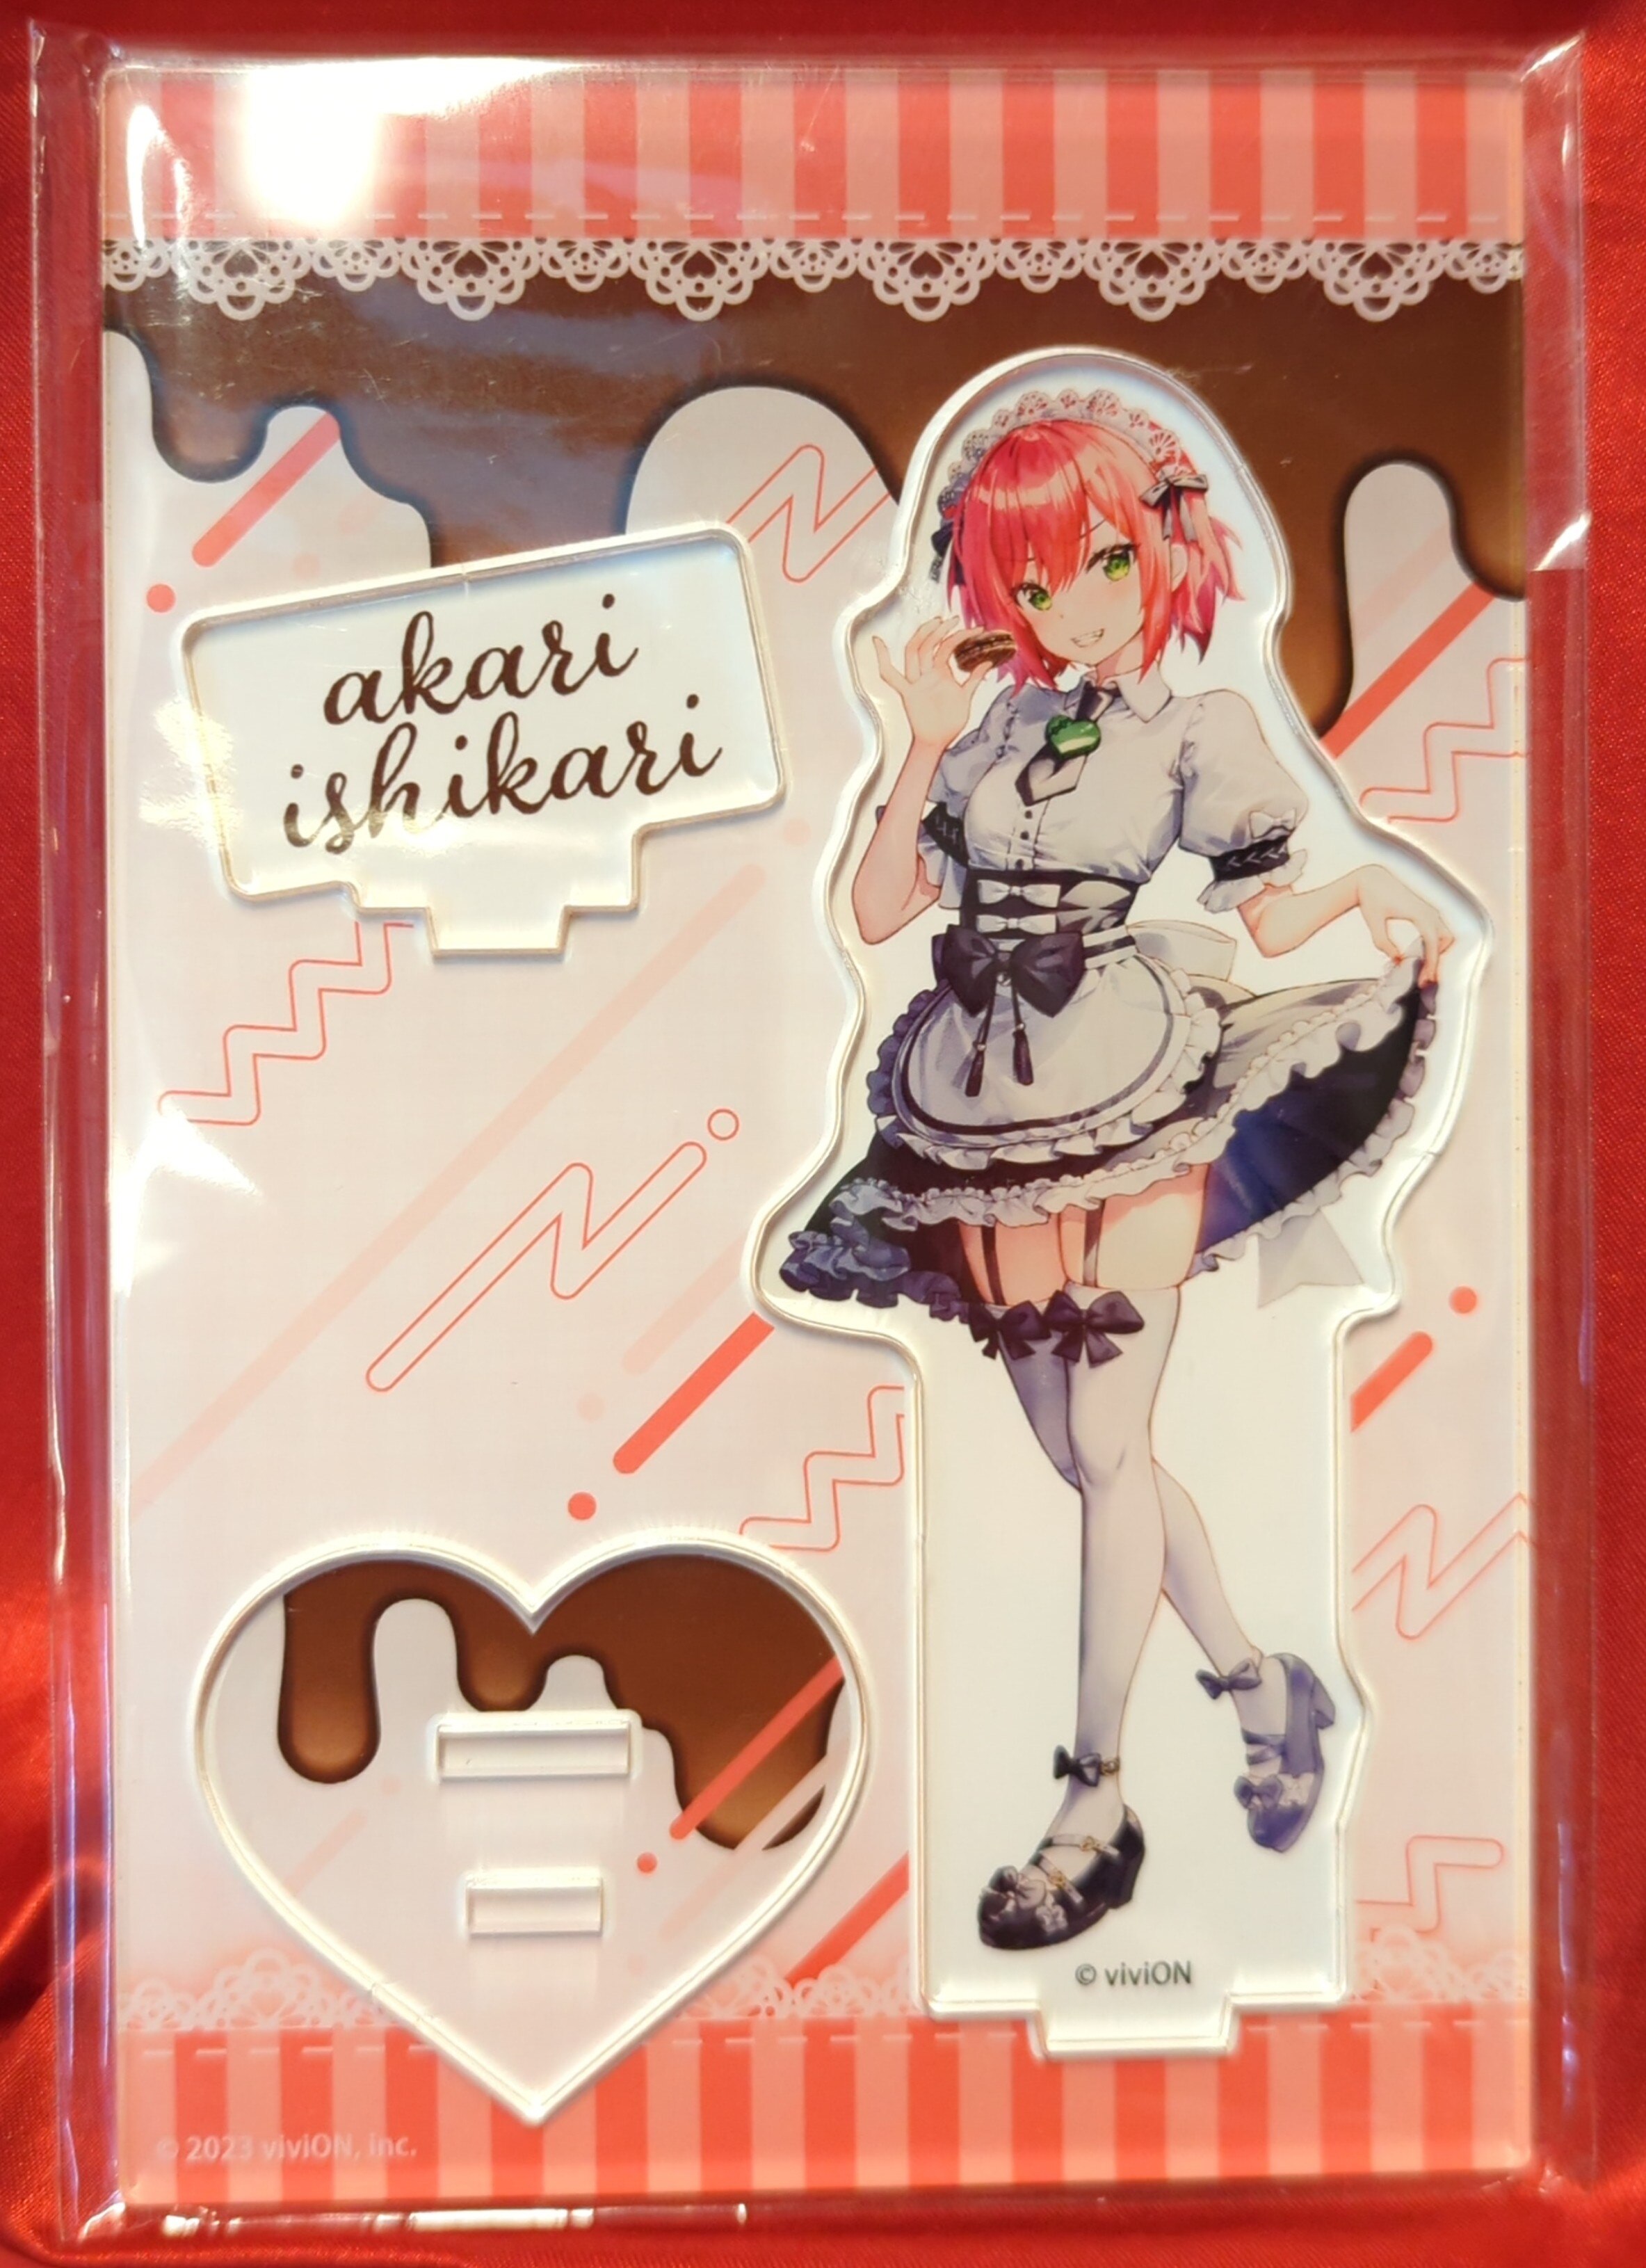 akari
ishikari
© viviON
© 2023 viviON, inc.